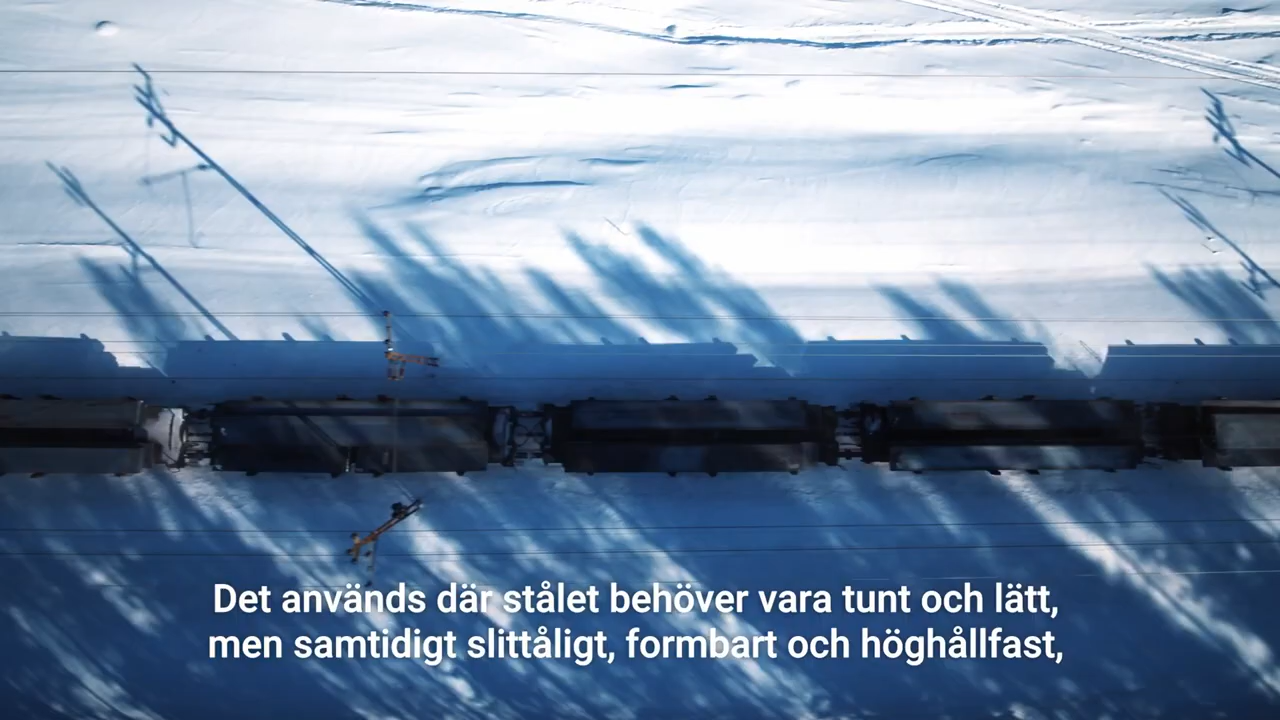 Det används där stålet behöver vara tunt och lätt,
men samtidigt slittåligt, formbart och höghållfast,